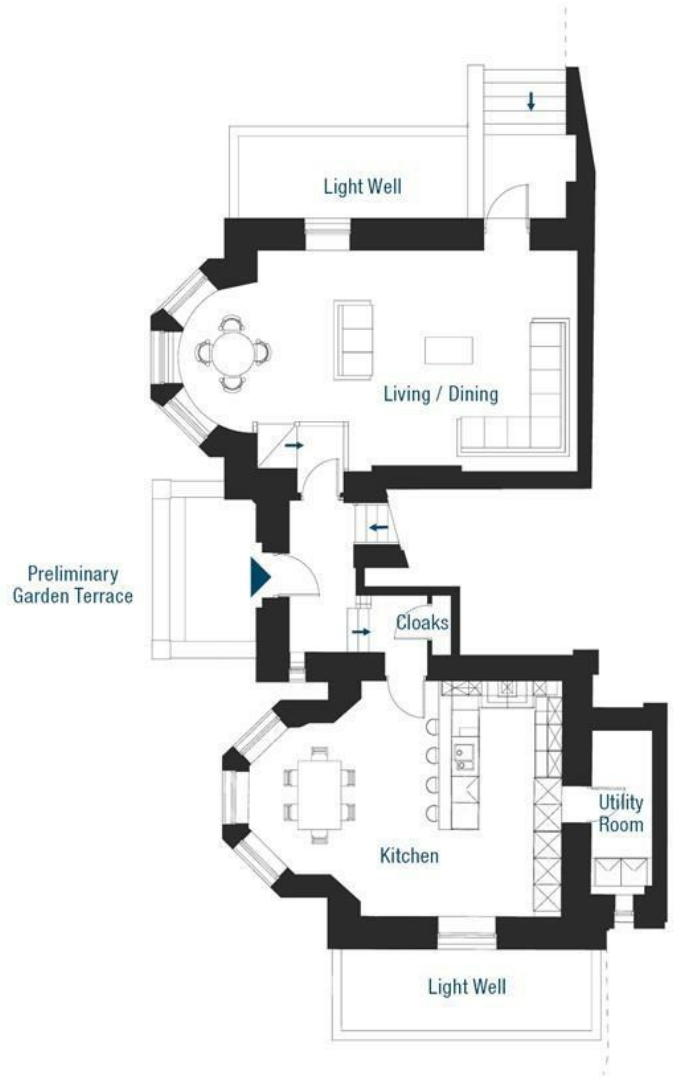 Light Well
Living / Dining
Preliminary
Garden Terrace
Cloaks
Utility
Room
Kitchen
Light Well